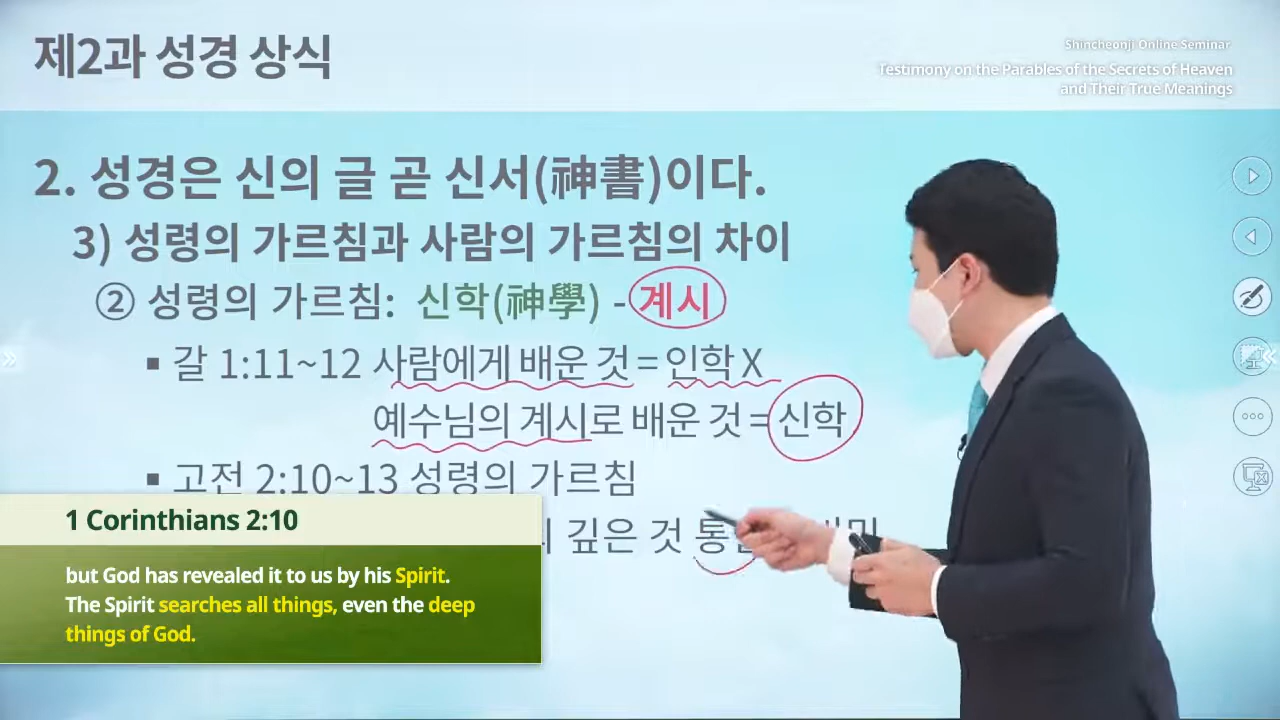 제2과 성경 상식
Shincheonji Online Seminar
Testimony on the Parables of the Secrets of Heaven
and Their True Meanings
2. 성경은 신의 글 곧 신서(神書)이다.
3) 성령의 가르침과 사람의 가르침의 차이
② 성령의 가르침: 신학(神學) - 계시
▪ 갈 1:11~12 사람에게 배운 것 = 인학 X
예수님의 계시로 배운 것 = 신학
▪ 고전 2:10~13 성령의 가르침
깊은 것
1 Corinthians 2:10
but God has revealed it to us by his Spirit.
The Spirit searches all things, even the deep
things of God.